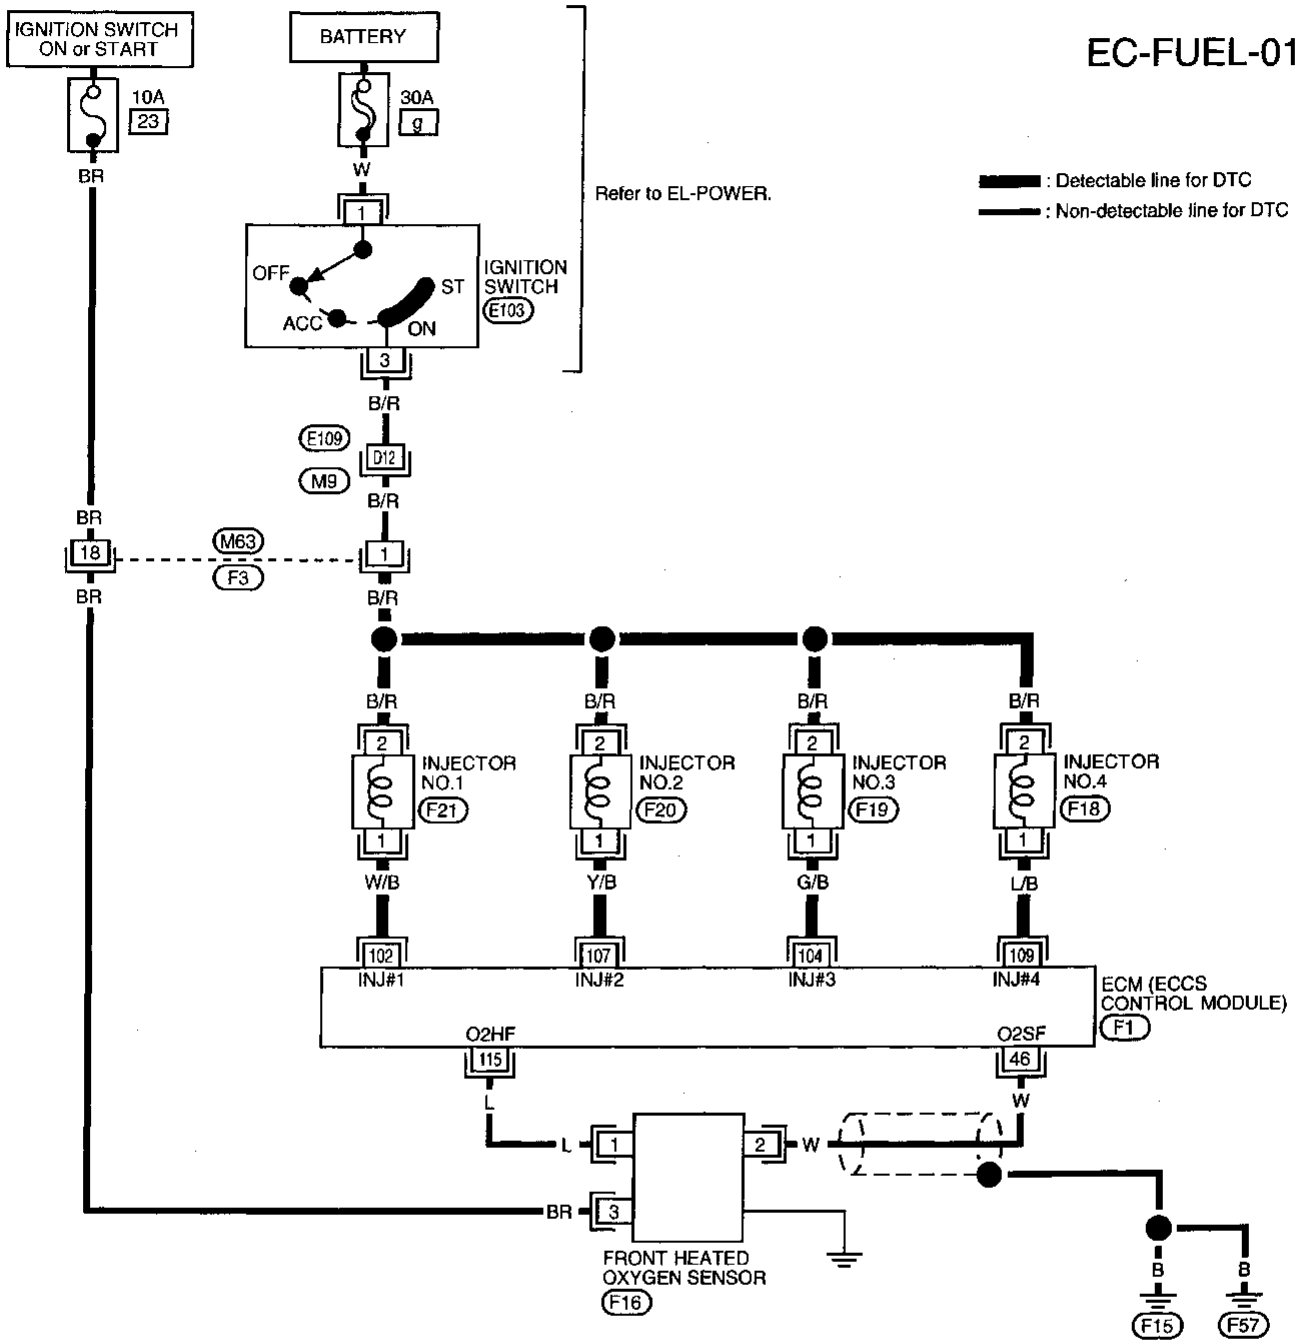 IGNITION SWITCH
ON or START
BATTERY
EC-FUEL-01
10A
23
30A
g
BR
W
Refer to EL-POWER.
: Detectable line for DTC
: Non-detectable line for DTC
1
OFF
ST
ACC
ON
IGNITION
SWITCH
E103
3
B/R
E109
D12
M9
B/R
BR
18
M63
F3
1
BR
B/R
B/R
B/R
B/R
B/R
2
2
2
2
INJECTOR
NO.1
F21
INJECTOR
NO.2
F20
INJECTOR
NO.3
F19
INJECTOR
NO.4
F18
1
1
1
1
W/B
Y/B
G/B
L/B
102
107
104
109
INJ#1
INJ#2
INJ#3
INJ#4
ECM (ECCS
CONTROL MODULE)
F1
O2HF
O2SF
115
46
L
W
L
1
2
W
BR
3
FRONT HEATED
OXYGEN SENSOR
F16
B
B
F15
F57